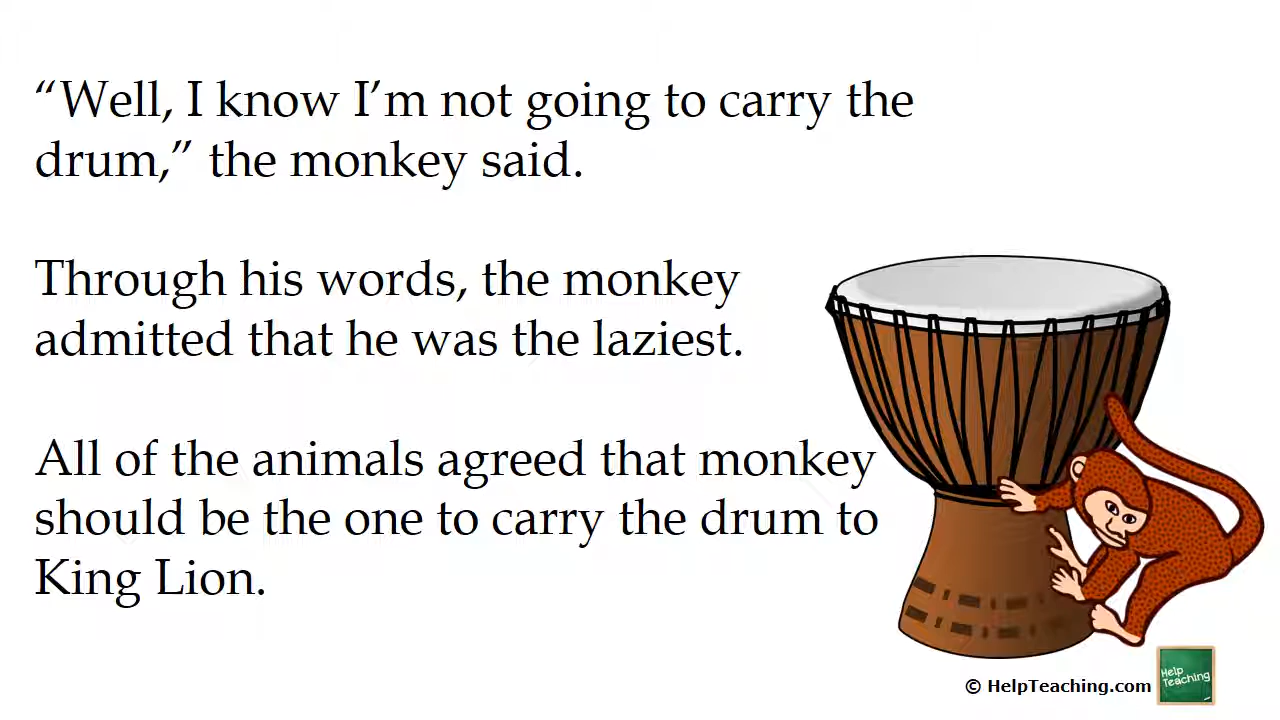 “Well, I know I’m not going to carry the
drum,” the monkey said.
Through his words, the monkey
admitted that he was the laziest.
All of the animals agreed that monkey
should be the one to carry the drum to
King Lion.
© HelpTeaching.com
Help
Teaching